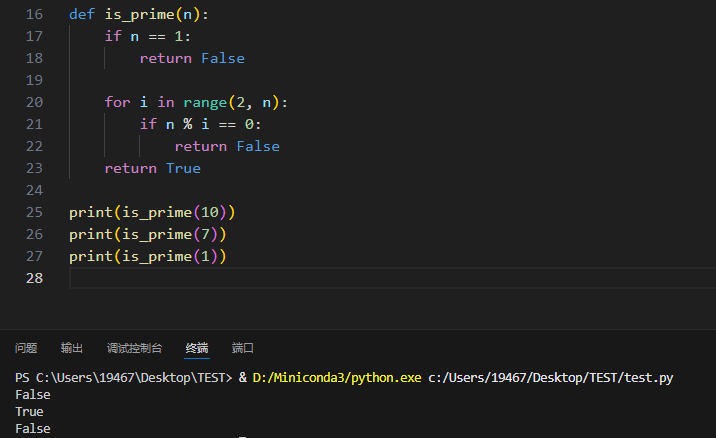 16 def is_prime(n):
17     if n == 1:
18         return False
19
20     for i in range(2, n):
21         if n % i == 0:
22             return False
23     return True
24
25 print(is_prime(10))
26 print(is_prime(7))
27 print(is_prime(1))
28
问题 输出 调试控制台 终端 端口
PS C:\Users\19467\Desktop\TEST> & D:/Miniconda3/python.exe c:/Users/19467/Desktop/TEST/test.py
False
True
False